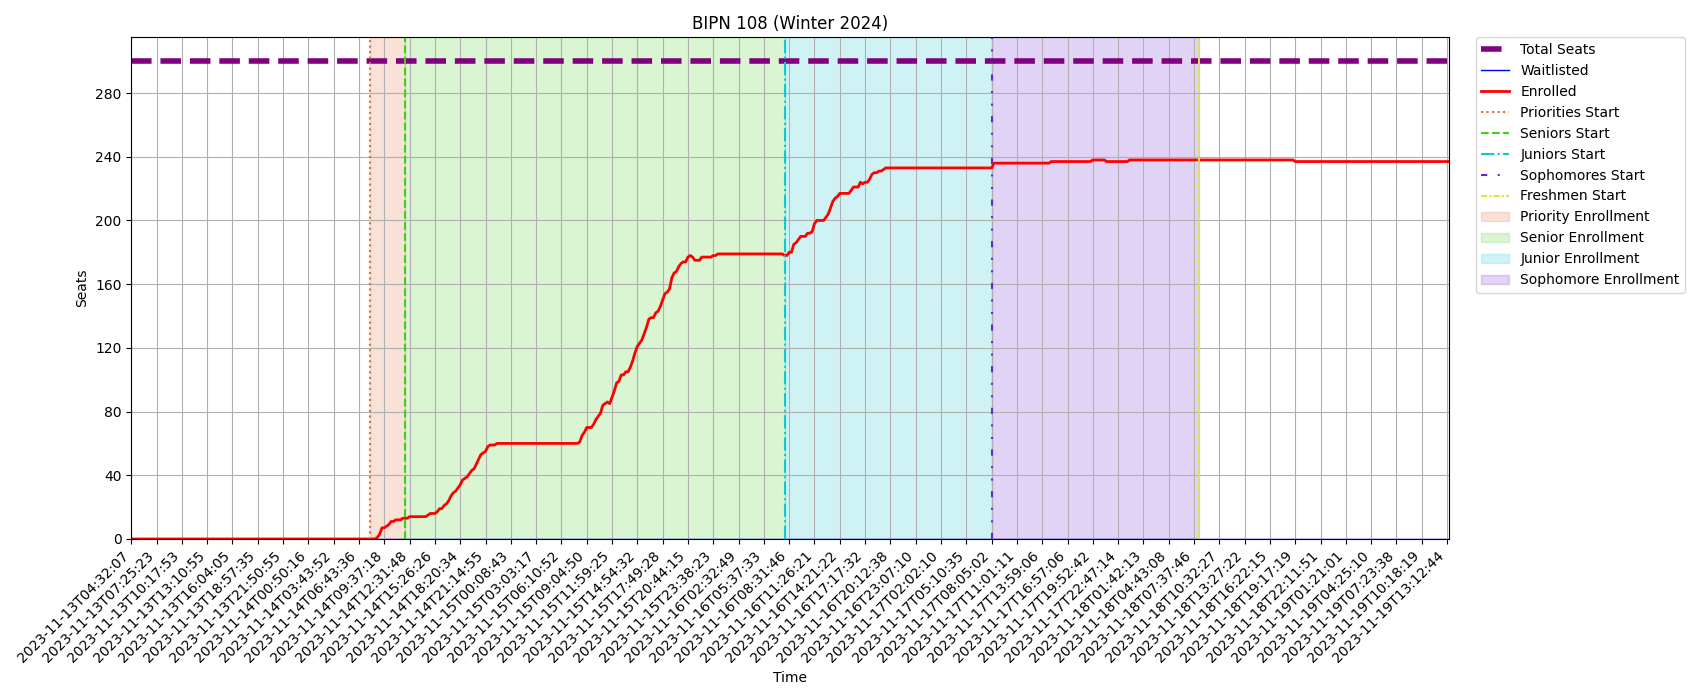 BIPN 108 (Winter 2024)
Seats
280
240
200
160
120
80
40
0
2023-11-13T04:32:07
2023-11-13T07:25:23
2023-11-13T10:17:53
2023-11-13T13:10:55
2023-11-13T16:04:05
2023-11-13T18:57:35
2023-11-13T21:50:55
2023-11-14T00:50:16
2023-11-14T03:43:52
2023-11-14T06:43:36
2023-11-14T09:37:18
2023-11-14T12:31:48
2023-11-14T15:26:26
2023-11-14T18:20:34
2023-11-14T21:14:55
2023-11-15T00:08:43
2023-11-15T03:03:17
2023-11-15T06:10:52
2023-11-15T09:04:50
2023-11-15T11:59:25
2023-11-15T14:54:32
2023-11-15T17:49:28
2023-11-15T20:44:15
2023-11-15T23:38:23
2023-11-16T02:32:49
2023-11-16T05:37:33
2023-11-16T08:31:46
2023-11-16T11:26:21
2023-11-16T14:21:22
2023-11-16T17:17:32
2023-11-16T20:12:38
2023-11-16T23:07:10
2023-11-17T02:02:10
2023-11-17T05:10:35
2023-11-17T08:05:02
2023-11-17T11:01:11
2023-11-17T13:59:06
2023-11-17T16:57:06
2023-11-17T19:52:42
2023-11-17T22:47:14
2023-11-18T01:42:13
2023-11-18T04:43:08
2023-11-18T07:37:46
2023-11-18T10:32:27
2023-11-18T13:27:22
2023-11-18T16:22:15
2023-11-18T19:17:19
2023-11-18T22:11:51
2023-11-19T01:21:01
2023-11-19T04:25:10
2023-11-19T07:23:38
2023-11-19T10:18:19
2023-11-19T13:12:44
Time
Total Seats
Waitlisted
Enrolled
Priorities Start
Seniors Start
Juniors Start
Sophomores Start
Freshmen Start
Priority Enrollment
Senior Enrollment
Junior Enrollment
Sophomore Enrollment